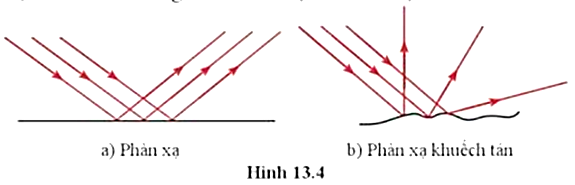 a) Phản xạ
b) Phản xạ khuếch tán
Hình 13.4